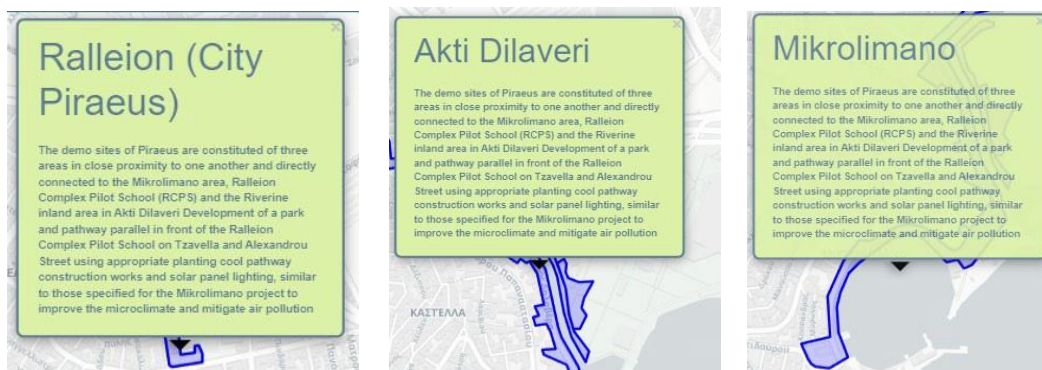 Ralleion (City
Piraeus)
The demo sites of Piraeus are constituted of three
areas in close proximity to one another and directly
connected to the Mikrolimano area, Ralleion
Complex Pilot School (RCPS) and the Riverine
inland area in Akti Dilaveri Development of a park
and pathway parallel in front of the Ralleion
Complex Pilot School on Tzavella and Alexandrou
Street using appropriate planting cool pathway
construction works and solar panel lighting, similar
to those specified for the Mikrolimano project to
improve the microclimate and mitigate air pollution
Akti Dilaveri
The demo sites of Piraeus are constituted of three
areas in close proximity to one another and directly
connected to the Mikrolimano area, Ralleion
Complex Pilot School (RCPS) and the Riverine
inland area in Akti Dilaveri Development of a park
and pathway parallel in front of the Ralleion
Complex Pilot School on Tzavella and Alexandrou
Street using appropriate planting cool pathway
construction works and solar panel lighting, similar
to those specified for the Mikrolimano project to
improve the microclimate and mitigate air pollution
ΚΑΣΤΕΛΛΑ
Mikrolimano
The demo sites of Piraeus are constituted of three
areas in close proximity to one another and directly
connected to the Mikrolimano area, Ralleion
Complex Pilot School (RCPS) and the Riverine
inland area in Akti Dilaveri Development of a park
and pathway parallel in front of the Ralleion
Complex Pilot School on Tzavella and Alexandrou
Street using appropriate planting cool pathway
construction works and solar panel lighting, similar
to those specified for the Mikrolimano project to
improve the microclimate and mitigate air pollution